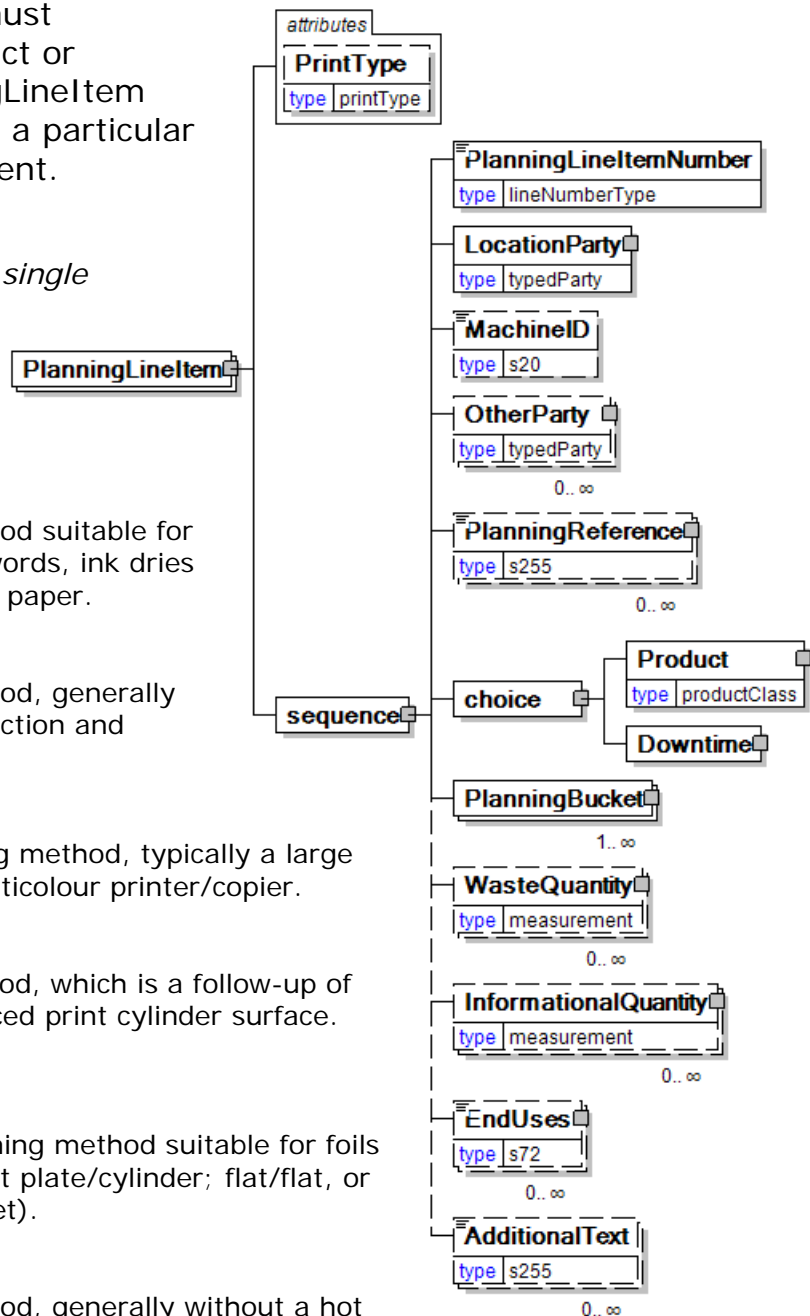 must
ct or
LineItem
a particular
ent.
single
od suitable for
words, ink dries
paper.
od, generally
ction and
g method, typically a large
ticolour printer/copier.
od, which is a follow-up of
ced print cylinder surface.
ning method suitable for foils
t plate/cylinder; flat/flat, or
et).
od, generally without a hot
attributes
PrintType
type printType
PlanningLineItem
sequence
PlanningLineItemNumber
type lineNumberType
LocationParty
type typedParty
MachineID
type s20
OtherParty
type typedParty
0.. ∞
PlanningReference
type s255
0.. ∞
choice
Product
type productClass
Downtime
PlanningBucket
1.. ∞
WasteQuantity
type measurement
0.. ∞
InformationalQuantity
type measurement
0.. ∞
EndUses
type s72
0.. ∞
AdditionalText
type s255
0.. ∞